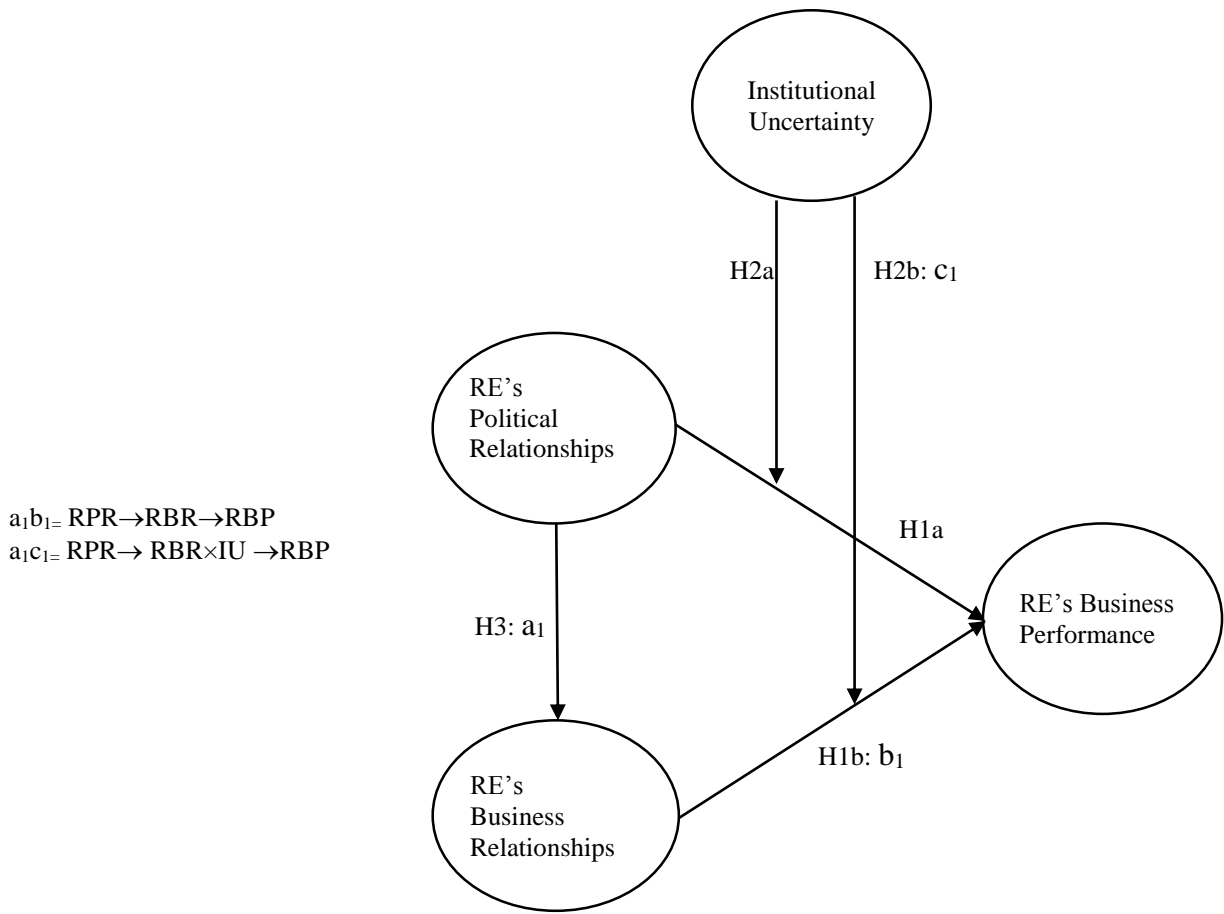 Institutional
Uncertainty
H2a
H2b: c₁
RE’s
Political
Relationships
a₁b₁₌ RPR→RBR→RBP
a₁c₁₌ RPR→ RBR×IU →RBP
H1a
RE’s Business
Performance
H3: a₁
H1b: b₁
RE’s
Business
Relationships